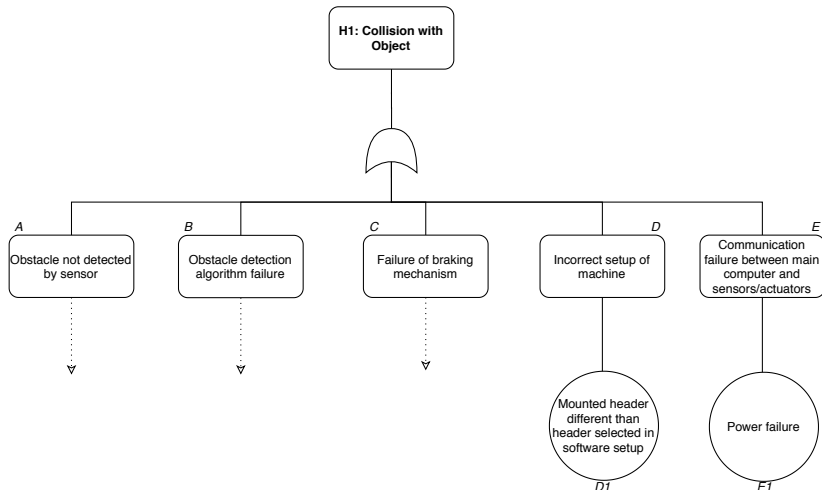 H1: Collision with
Object
A
Obstacle not detected
by sensor
B
Obstacle detection
algorithm failure
C
Failure of braking
mechanism
D
Incorrect setup of
machine
E
Communication
failure between main
computer and
sensors/actuators
Mounted header
different than
header selected in
software setup
D1
Power failure
E1